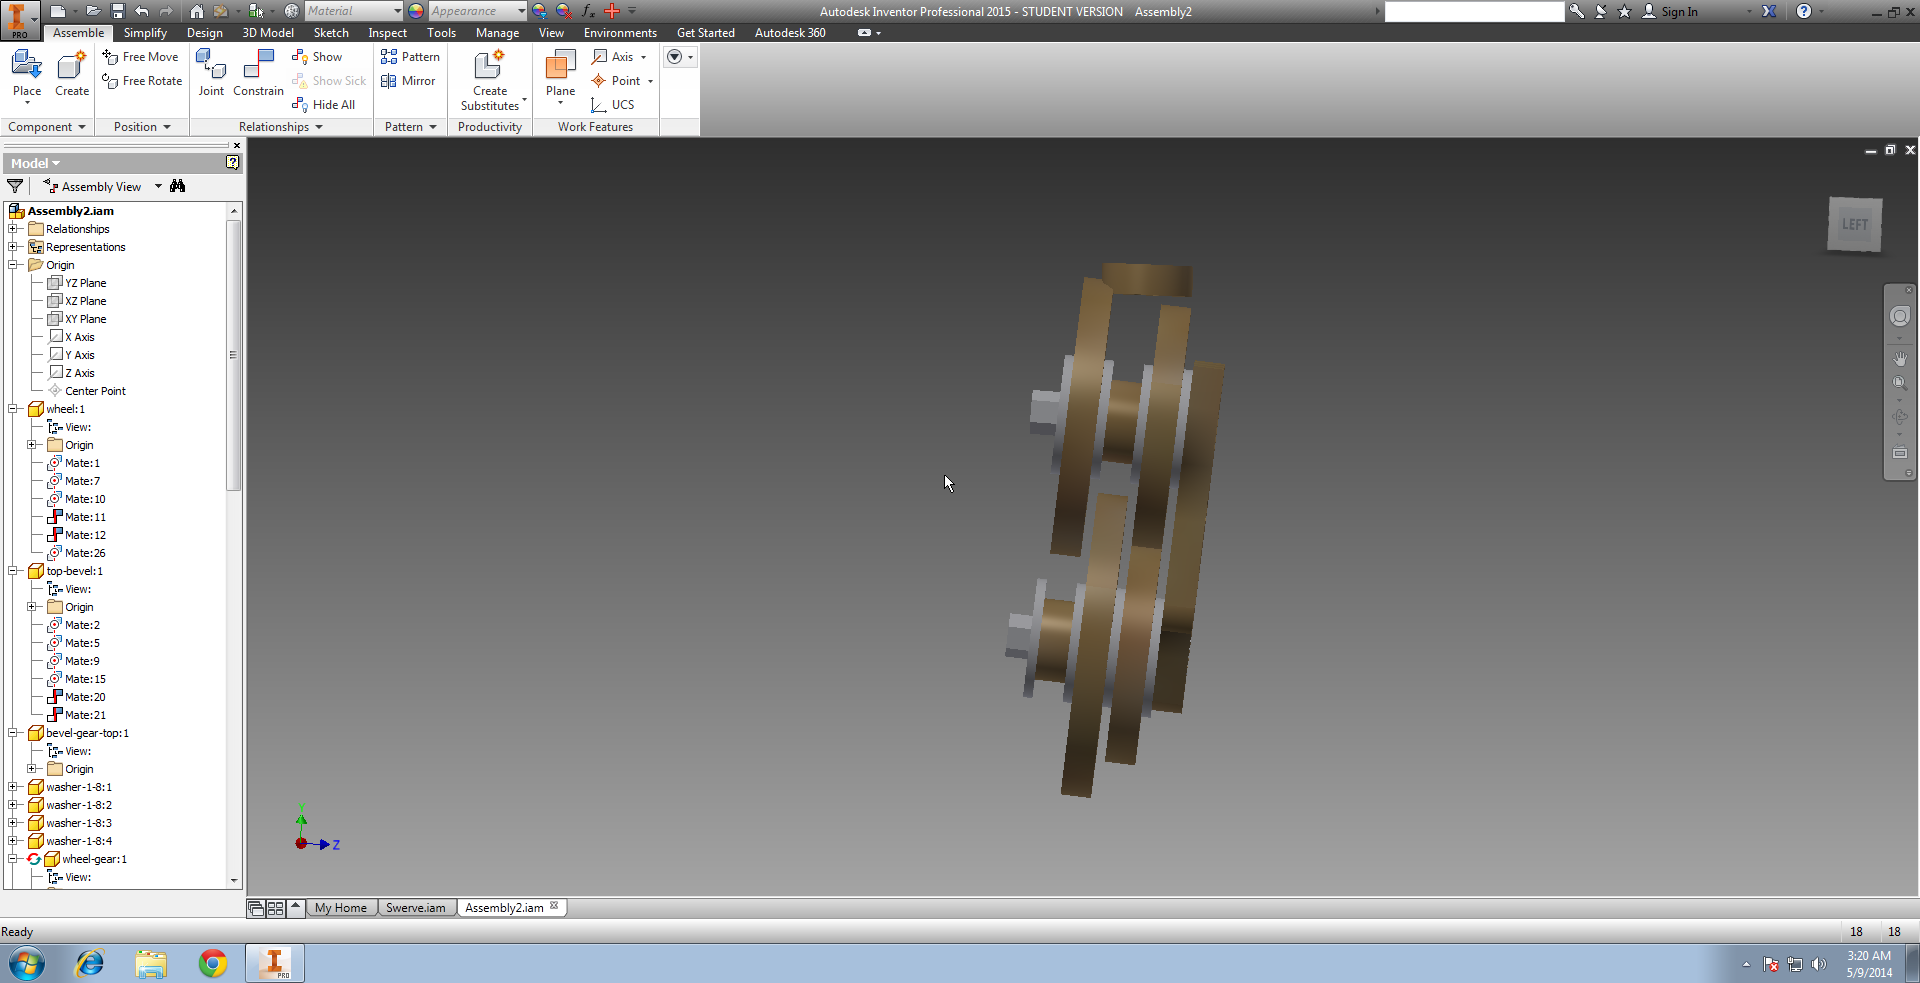 Material
Appearance
Autodesk Inventor Professional 2015 - STUDENT VERSION Assembly2
Sign In
PRO
Assemble Simplify Design 3D Model Sketch Inspect Tools Manage View Environments Get Started Autodesk 360
Place
Create
Free Move
Free Rotate
Joint
Constrain
Show
Show Sick
Hide All
Pattern
Mirror
Create
Substitutes
Plane
Axis
Point
UCS
Component
Position
Relationships
Pattern
Productivity
Work Features
Model
Assembly View
Assembly2.iam
Relationships
Representations
Origin
YZ Plane
XZ Plane
XY Plane
X Axis
Y Axis
Z Axis
Center Point
wheel:1
View:
Origin
Mate:1
Mate:7
Mate:10
Mate:11
Mate:12
Mate:26
top-bevel:1
View:
Origin
Mate:2
Mate:5
Mate:9
Mate:15
Mate:20
Mate:21
bevel-gear-top:1
View:
Origin
washer-1-8:1
washer-1-8:2
washer-1-8:3
washer-1-8:4
wheel-gear:1
View:
LEFT
Z
My Home
Swerve.iam
Assembly2.iam
Ready
18 18
PRO
3:20 AM
5/9/2014